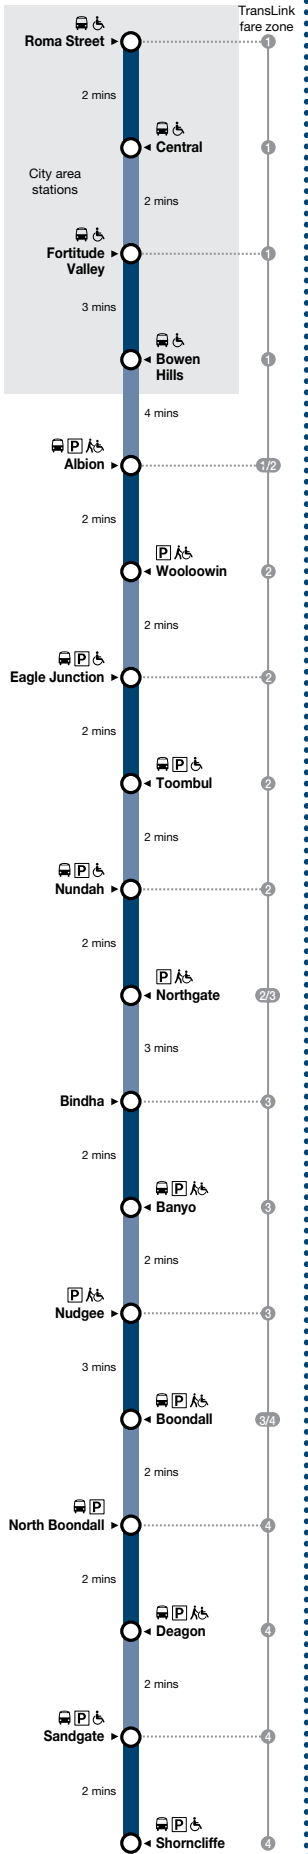 TransLink
fare zone
Roma Street
1
2 mins
Central
1
City area
stations
2 mins
Fortitude
Valley
1
3 mins
Bowen
Hills
1
4 mins
P
Albion
1/2
2 mins
P
Wooloowin
2
2 mins
P
Eagle Junction
2
2 mins
P
Toombul
2
2 mins
P
Nundah
2
2 mins
P
Northgate
2/3
3 mins
Bindha
3
2 mins
P
Banyo
3
2 mins
P
Nudgee
3
3 mins
P
Boondall
3/4
2 mins
P
North Boondall
4
2 mins
P
Deagon
4
2 mins
P
Sandgate
4
2 mins
P
Shorncliffe
4